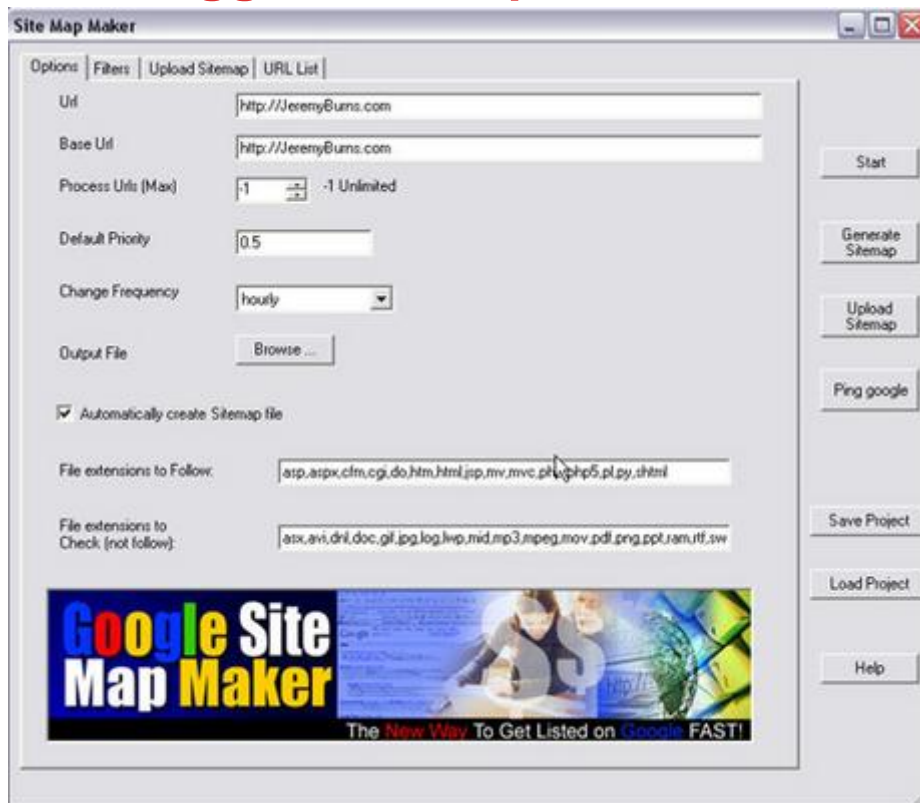 Site Map Maker
Options Filters Upload Sitemap URL List
Url http://JeremyBurns.com
Base Url http://JeremyBurns.com
Process Urls (Max) -1 -1 Unlimited
Default Priority 0.5
Change Frequency hourly
Output File Browse ...
Automatically create Sitemap file
File extensions to Follow: asp,aspx,cfm,cgi,do,htm,html,jsp,mv,mvc, php5,pl,py,shtml
File extensions to
Check (not follow): asx,avi,dnl,doc,gif,jpg,log,lwp,mid,mp3,mpeg,mov,pdf,png,ppt,ram,rtf,sw
Start
Generate
Sitemap
Upload
Sitemap
Ping google
Save Project
Load Project
Help
Google Site
Map Maker
http://
The New Way To Get Listed on Google FAST!